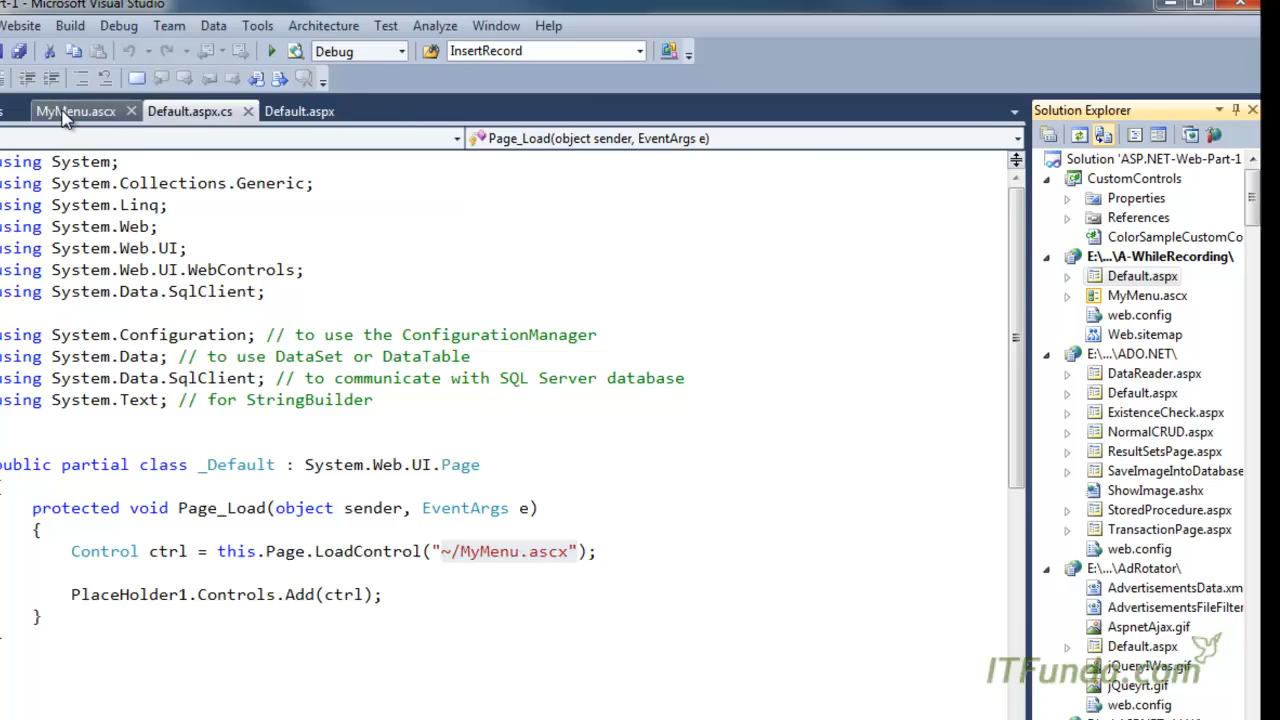 rt-1 - Microsoft Visual Studio
Website Build Debug Team Data Tools Architecture Test Analyze Window Help
Debug InsertRecord
s MyMenu.ascx Default.aspx.cs Default.aspx
Page_Load(object sender, EventArgs e)
using System;
using System.Collections.Generic;
using System.Linq;
using System.Web;
using System.Web.UI;
using System.Web.UI.WebControls;
using System.Data.SqlClient;
using System.Configuration; // to use the ConfigurationManager
using System.Data; // to use DataSet or DataTable
using System.Data.SqlClient; // to communicate with SQL Server database
using System.Text; // for StringBuilder
public partial class _Default : System.Web.UI.Page
{
protected void Page_Load(object sender, EventArgs e)
{
Control ctrl = this.Page.LoadControl("~/MyMenu.ascx");
PlaceHolder1.Controls.Add(ctrl);
}
Solution Explorer
Solution 'ASP.NET-Web-Part-1
CustomControls
Properties
References
ColorSampleCustomCo
E:\...\A-WhileRecording\
Default.aspx
MyMenu.ascx
web.config
Web.sitemap
E:\...\ADO.NET\
DataReader.aspx
Default.aspx
ExistenceCheck.aspx
NormalCRUD.aspx
ResultSetsPage.aspx
SaveImageIntoDatabase
ShowImage.ashx
StoredProcedure.aspx
TransactionPage.aspx
web.config
E:\...\AdRotator\
AdvertisementsData.xm
AdvertisementsFileFilter
AspnetAjax.gif
Default.aspx
jQueryIWas.gif
jQueyrt.gif
web.config
ITFunda.com